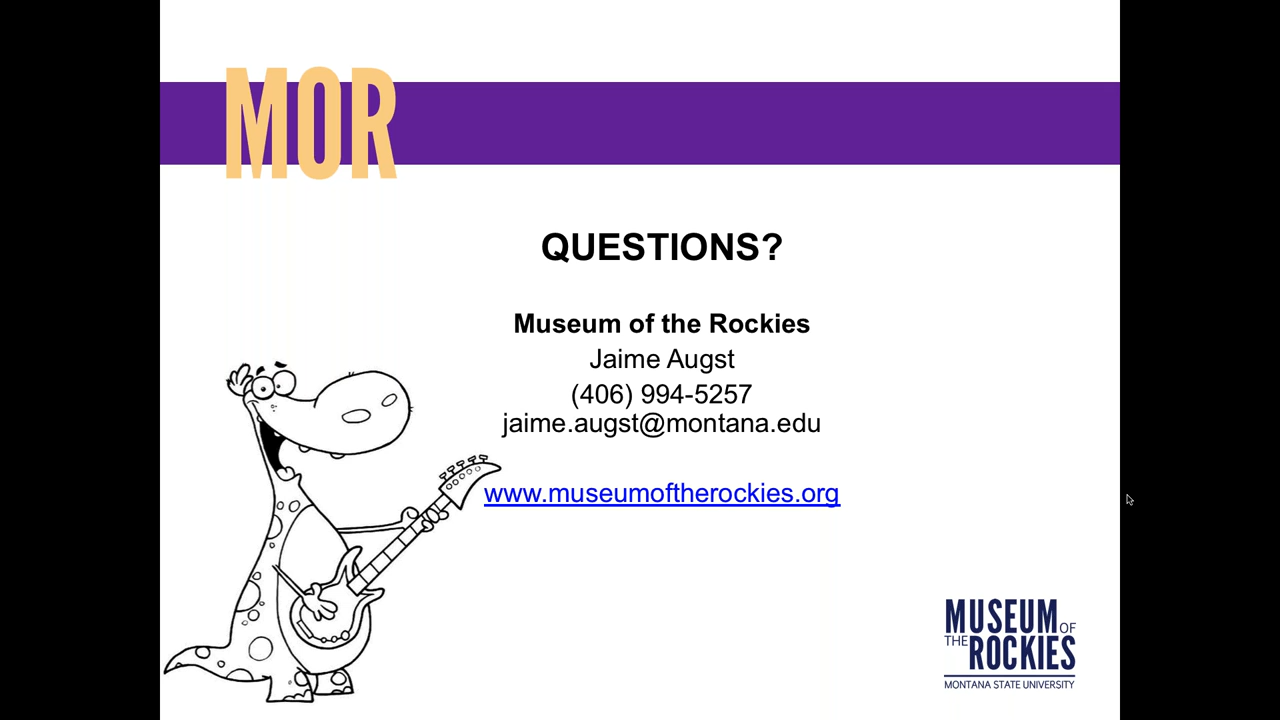 MOR
QUESTIONS?
Museum of the Rockies
Jaime Augst
(406) 994-5257
jaime.augst@montana.edu
www.museumoftherockies.org
MUSEUM OF
THE ROCKIES
MONTANA STATE UNIVERSITY